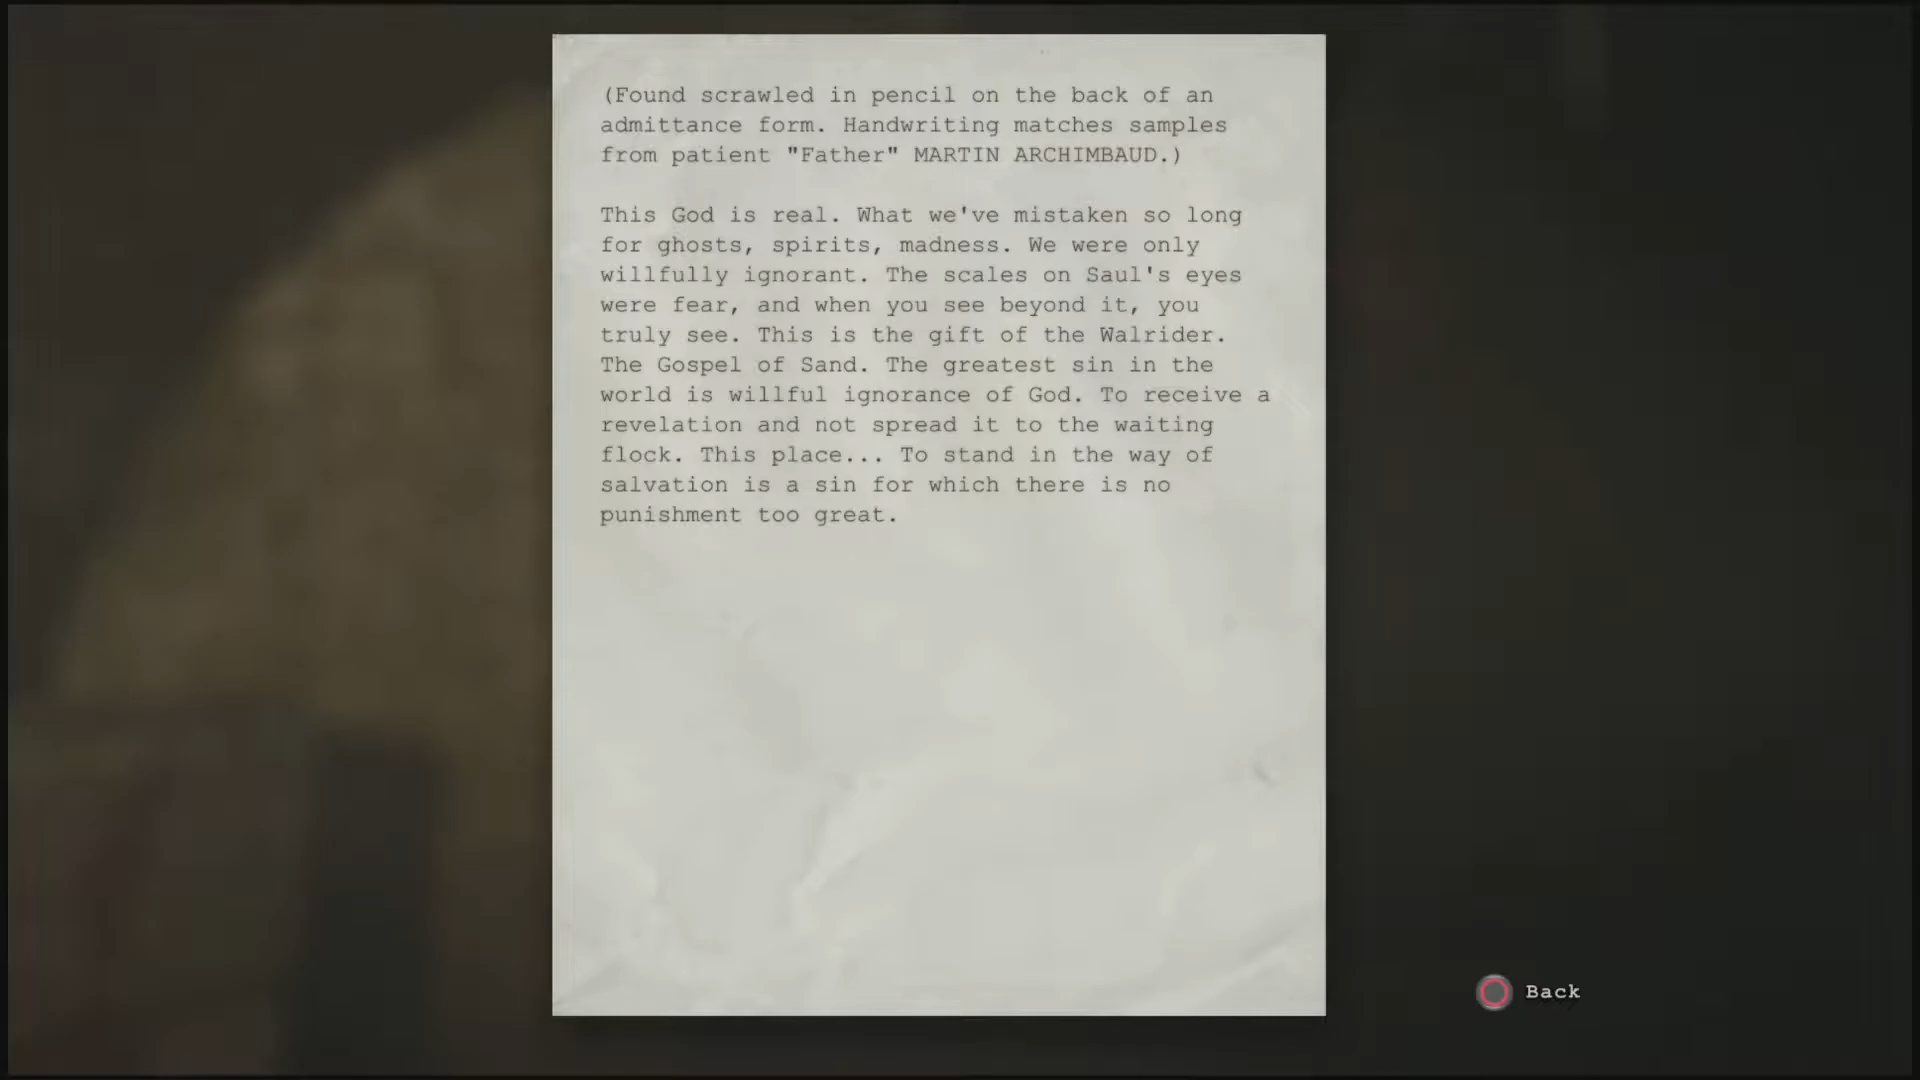 (Found scrawled in pencil on the back of an
admittance form. Handwriting matches samples
from patient "Father" MARTIN ARCHIMBAUD.)
This God is real. What we've mistaken so long
for ghosts, spirits, madness. We were only
willfully ignorant. The scales on Saul's eyes
were fear, and when you see beyond it, you
truly see. This is the gift of the Walrider.
The Gospel of Sand. The greatest sin in the
world is willful ignorance of God. To receive a
revelation and not spread it to the waiting
flock. This place... To stand in the way of
salvation is a sin for which there is no
punishment too great.
Back